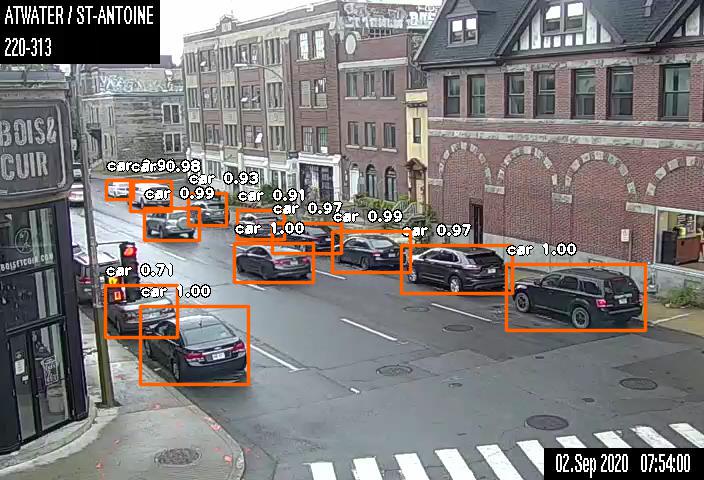 ATWATER / ST-ANTOINE
220-313
BOIS&
CUIR
car 0.98
car 0.99
car 0.93
car 0.91
car 0.97
car 0.99
car 0.97
car 1.00
car 1.00
car 0.71
car 1.00
02.Sep 2020 07:54:00